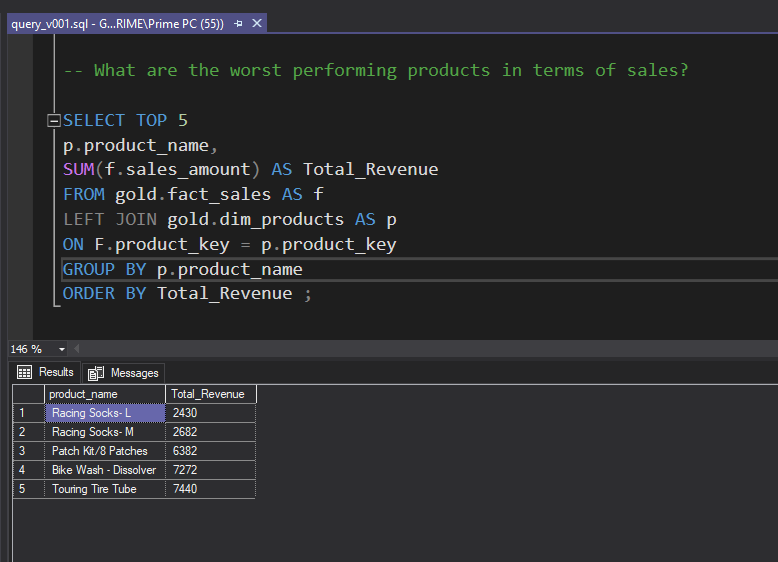 query_v001.sql - G...RIME\Prime PC (55))
-- What are the worst performing products in terms of sales?
SELECT TOP 5
p.product_name,
SUM(f.sales_amount) AS Total_Revenue
FROM gold.fact_sales AS f
LEFT JOIN gold.dim_products AS p
ON F.product_key = p.product_key
GROUP BY p.product_name
ORDER BY Total_Revenue ;
146 %
Results Messages
product_name Total_Revenue
1 Racing Socks- L 2430
2 Racing Socks- M 2682
3 Patch Kit/8 Patches 6382
4 Bike Wash - Dissolver 7272
5 Touring Tire Tube 7440